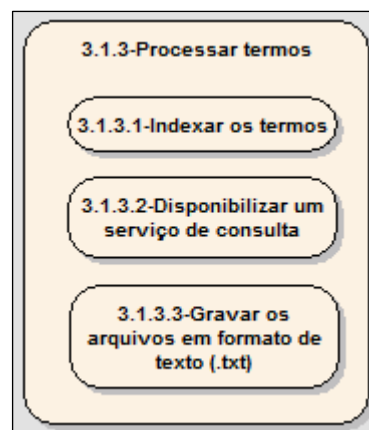 3.1.3-Processar termos
3.1.3.1-Indexar os termos
3.1.3.2-Disponibilizar um
serviço de consulta
3.1.3.3-Gravar os
arquivos em formato de
texto (.txt)